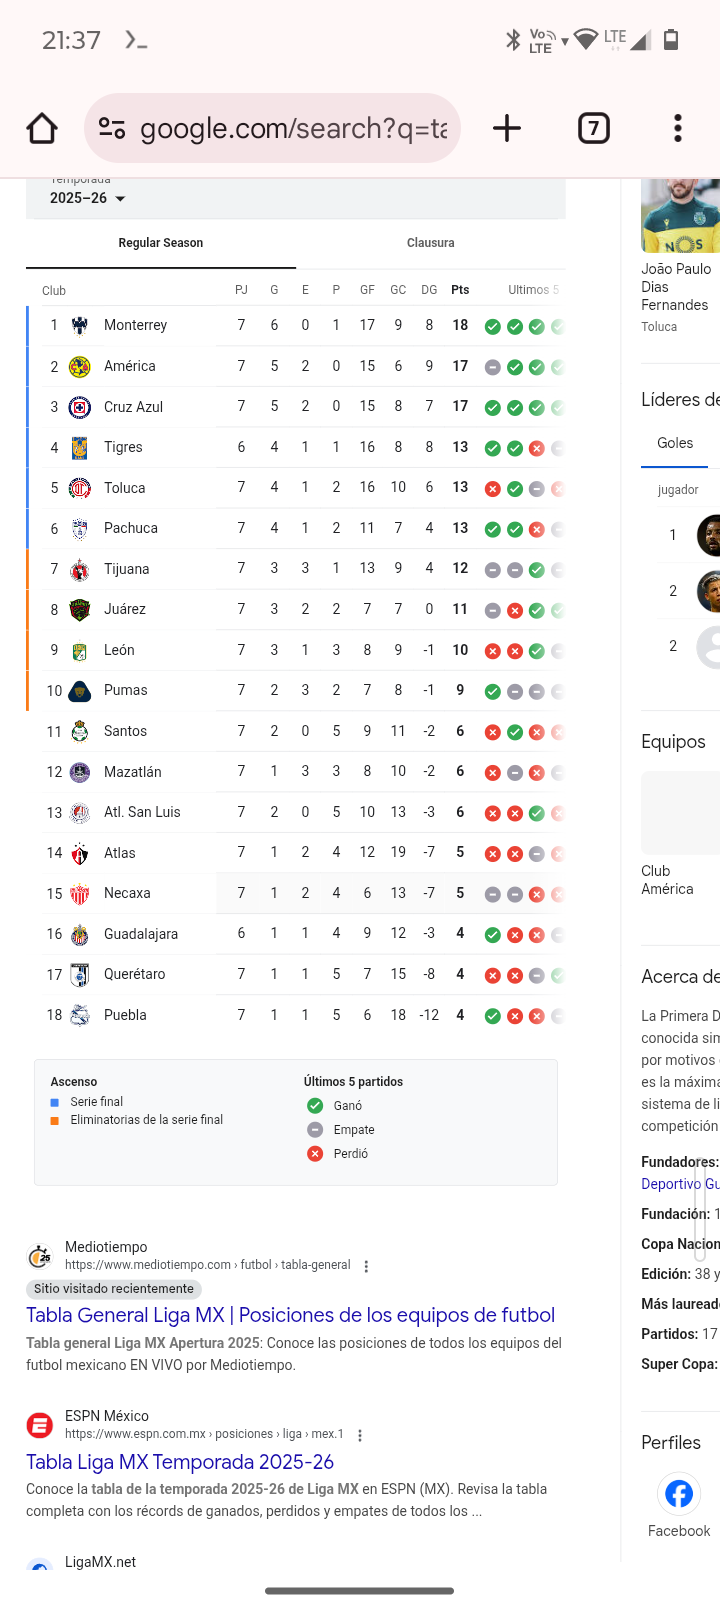 21:37
Vo LTE
LTE
google.com/search?q=ta
7
Temporada
2025–26
Regular Season
Clausura
Club PJ G E P GF GC DG Pts Últimos 5
1 Monterrey 7 6 0 1 17 9 8 18
2 América 7 5 2 0 15 6 9 17
3 Cruz Azul 7 5 2 0 15 8 7 17
4 Tigres 6 4 1 1 16 8 8 13
5 Toluca 7 4 1 2 16 10 6 13
6 Pachuca 7 4 1 2 11 7 4 13
7 Tijuana 7 3 3 1 13 9 4 12
8 Juárez 7 3 2 2 7 7 0 11
9 León 7 3 1 3 8 9 -1 10
10 Pumas 7 2 3 2 7 8 -1 9
11 Santos 7 2 0 5 9 11 -2 6
12 Mazatlán 7 1 3 3 8 10 -2 6
13 Atl. San Luis 7 2 0 5 10 13 -3 6
14 Atlas 7 1 2 4 12 19 -7 5
15 Necaxa 7 1 2 4 6 13 -7 5
16 Guadalajara 6 1 1 4 9 12 -3 4
17 Querétaro 7 1 1 5 7 15 -8 4
18 Puebla 7 1 1 5 6 18 -12 4
Ascenso
Serie final
Eliminatorias de la serie final
Últimos 5 partidos
Ganó
Empate
Perdió
Mediotiempo
https://www.mediotiempo.com › futbol › tabla-general
Sitio visitado recientemente
Tabla General Liga MX | Posiciones de los equipos de futbol
Tabla general Liga MX Apertura 2025: Conoce las posiciones de todos los equipos del
futbol mexicano EN VIVO por Mediotiempo.
ESPN México
https://www.espn.com.mx › posiciones › liga › mex.1
Tabla Liga MX Temporada 2025-26
Conoce la tabla de la temporada 2025-26 de Liga MX en ESPN (MX). Revisa la tabla
completa con los récords de ganados, perdidos y empates de todos los ...
LigaMX.net
João Paulo
Dias
Fernandes
Toluca
Líderes de
Goles
jugador
1
2
2
Equipos
Club
América
Acerca de
La Primera D
conocida sim
por motivos
es la máxima
sistema de li
competición
Fundadores:
Deportivo Gu
Fundación: 1
Copa Nacion
Edición: 38 y
Más laureado
Partidos: 17
Super Copa:
Perfiles
Facebook